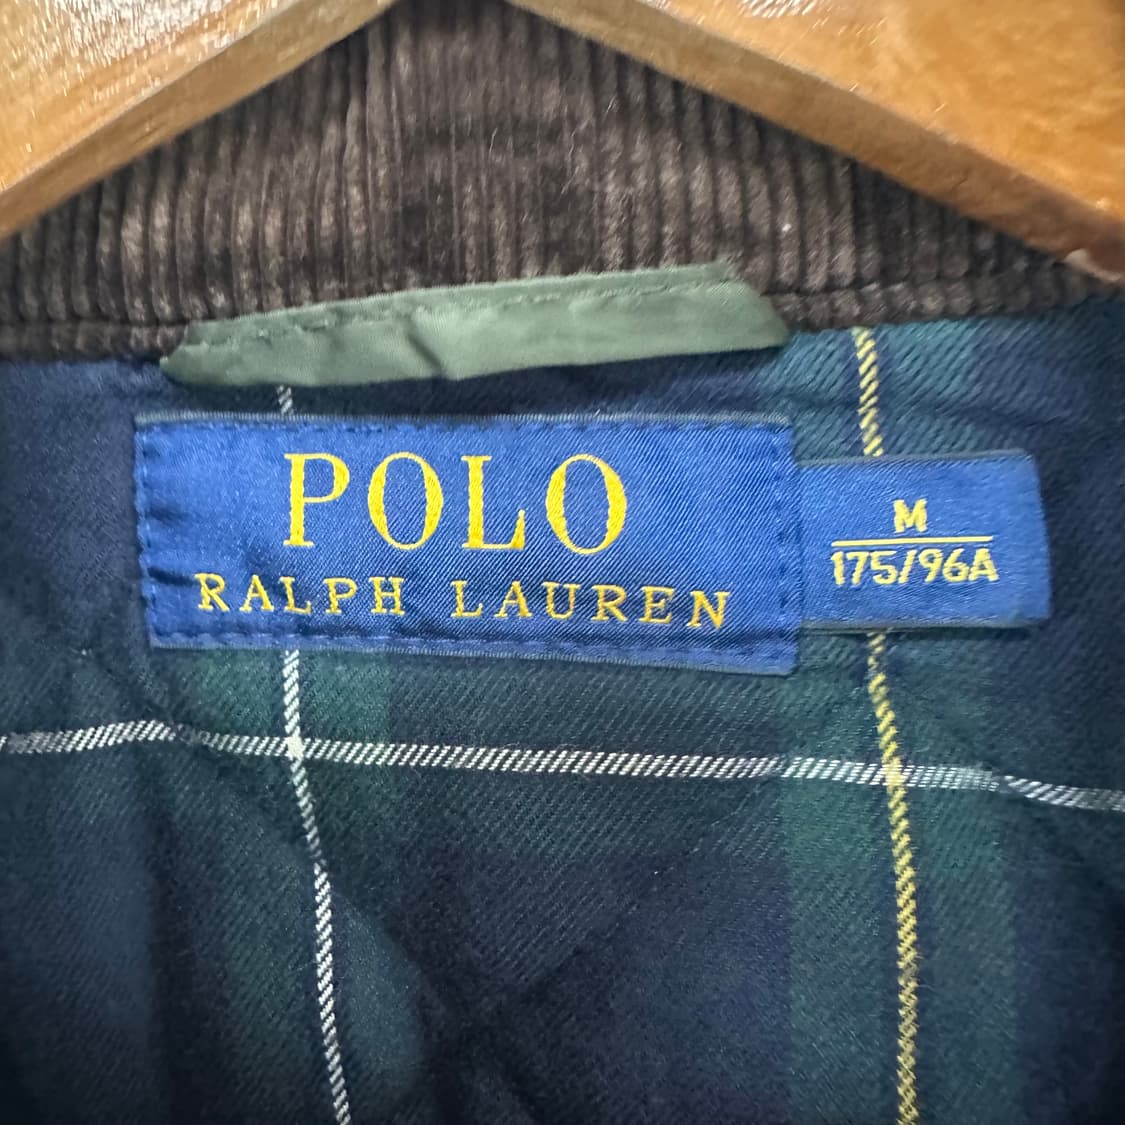 POLO
RALPH LAUREN
M
175/96A